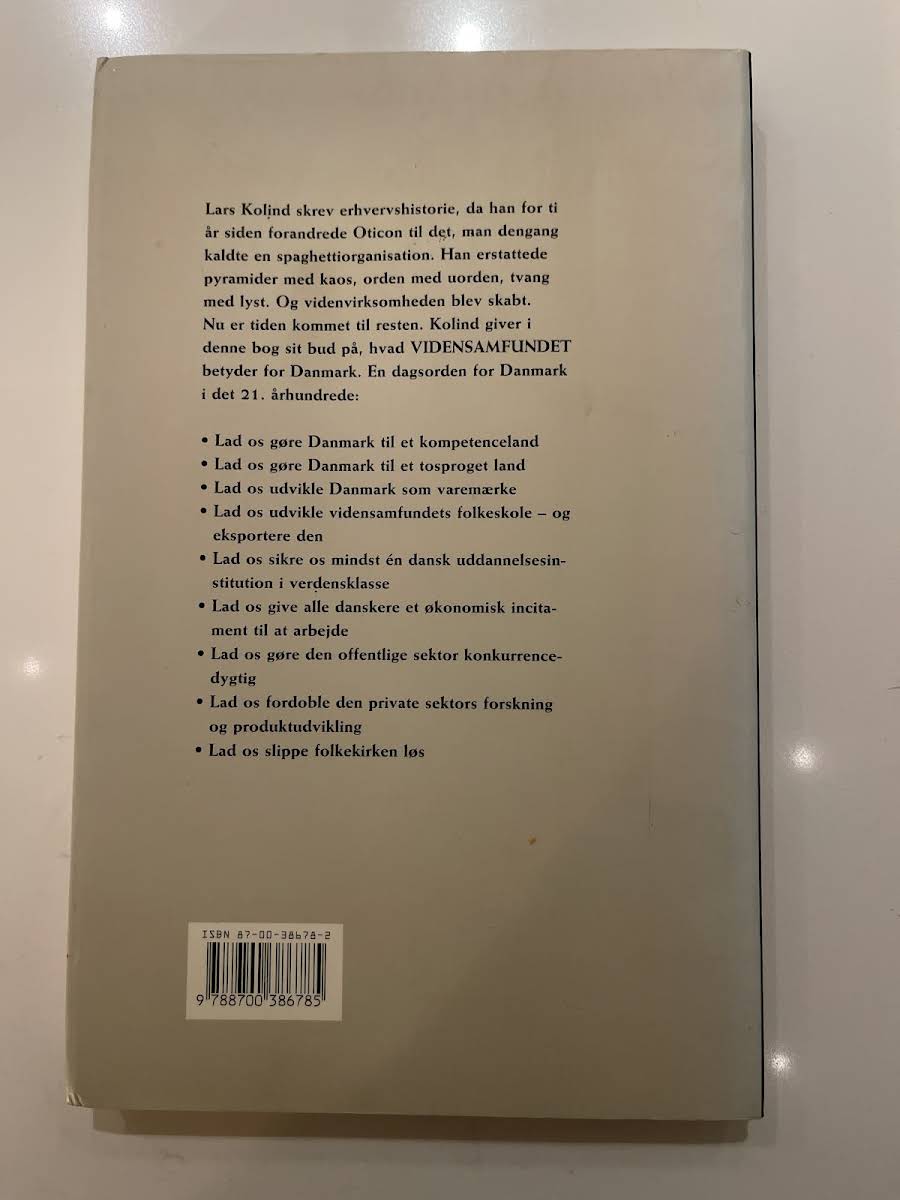 Lars Kolind skrev erhvervshistorie, da han for ti
år siden forandrede Oticon til det, man dengang
kaldte en spaghettiorganisation. Han erstattede
pyramider med kaos, orden med uorden, tvang
med lyst. Og videnvirksomheden blev skabt.
Nu er tiden kommet til resten. Kolind giver i
denne bog sit bud på, hvad VIDENSAMFUNDET
betyder for Danmark. En dagsorden for Danmark
i det 21. århundrede:
• Lad os gøre Danmark til et kompetenceland
• Lad os gøre Danmark til et tosproget land
• Lad os udvikle Danmark som varemærke
• Lad os udvikle vidensamfundets folkeskole – og
eksportere den
• Lad os sikre os mindst én dansk uddannelsesin-
stitution i verdensklasse
• Lad os give alle danskere et økonomisk incita-
ment til at arbejde
• Lad os gøre den offentlige sektor konkurrence-
dygtig
• Lad os fordoble den private sektors forskning
og produktudvikling
• Lad os slippe folkekirken løs
ISBN 87-00-38678-2
9 788700 386785